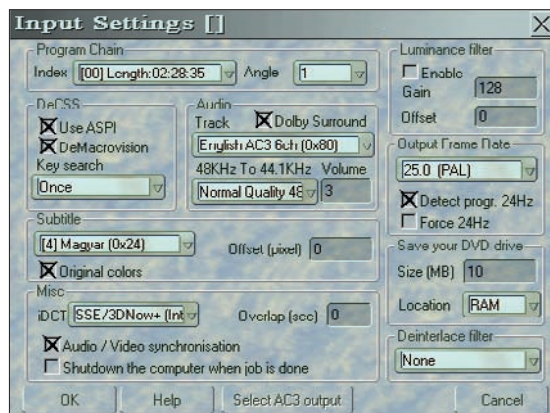 Input Settings []
Program Chain
Index [00] Length:02:28:35 Angle 1
DeCSS
Use ASPI
DeMacrovision
Key search
Once
Audio
Track Dolby Surround
English AC3 6ch (0x80)
48KHz To 44.1KHz Volume
Normal Quality 48 3
Subtitle
[4] Magyar (0x24) Offset (pixel) 0
Original colors
Misc
iDCT SSE/3DNow+ (Int Overlap (sec) 0
Audio / Video synchronisation
Shutdown the computer when job is done
Luminance filter
Enable
Gain 128
Offset 0
Output Frame Rate
25.0 (PAL)
Detect progr. 24Hz
Force 24Hz
Save your DVD drive
Size (MB) 10
Location RAM
Deinterlace filter
None
OK Help Select AC3 output Cancel